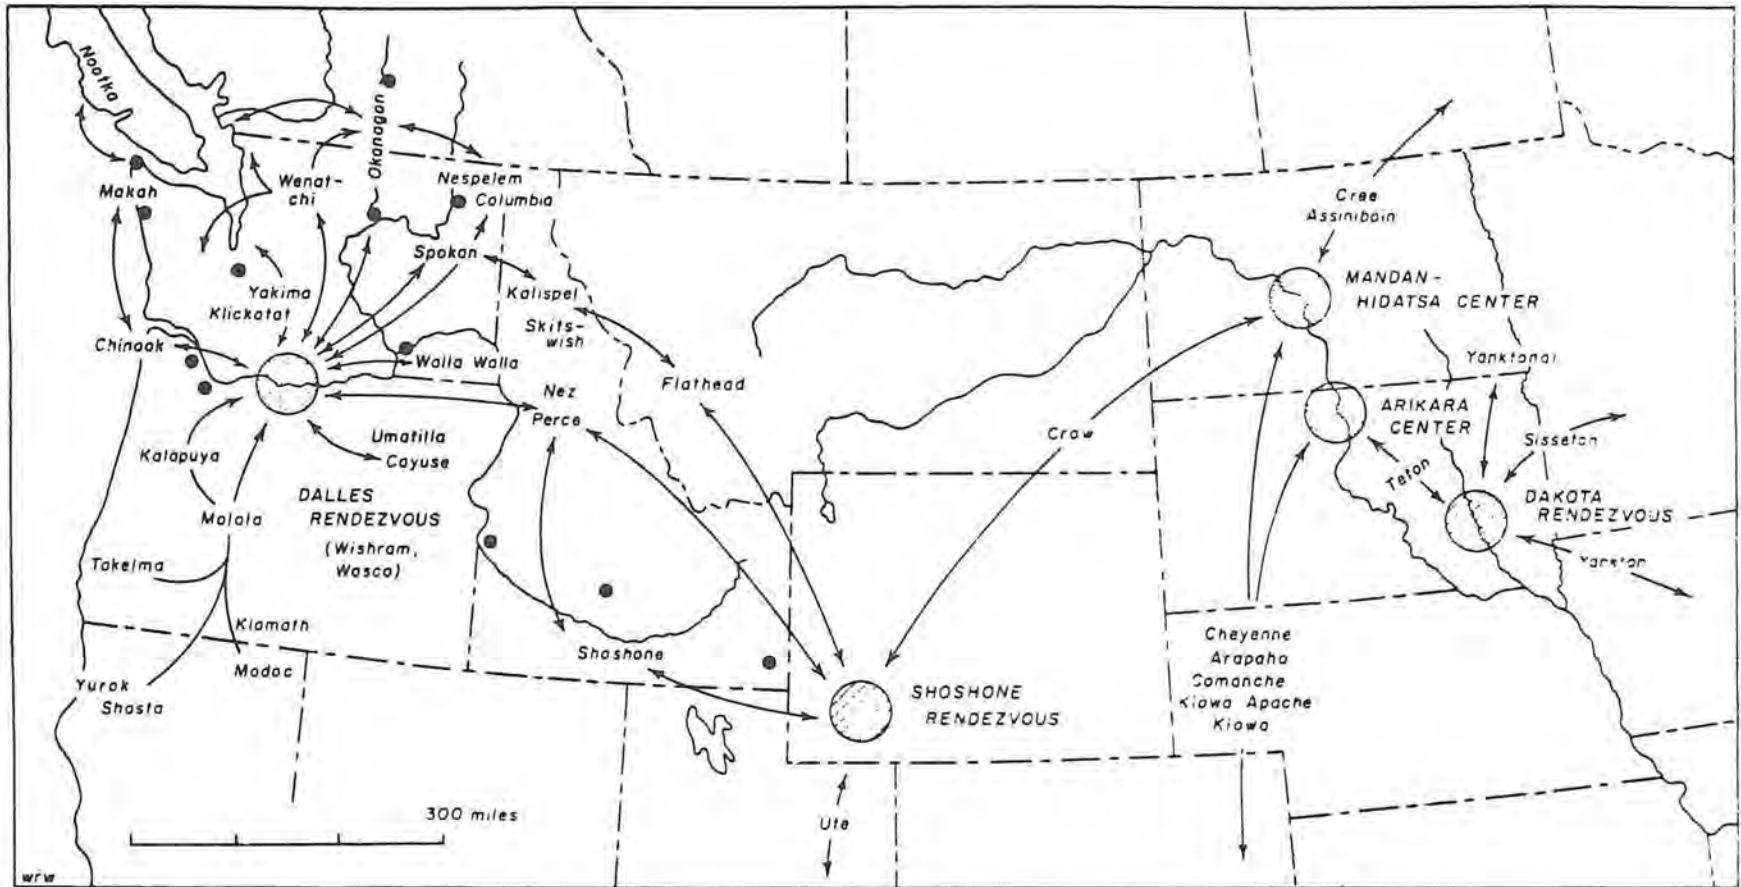 Nootka
Makah
Wenat-
chi
Okanagan
Nespelem
Columbia
Spokan
Yakima
Klickatat
Kalispel
Skits-
wish
Chinook
Walla Walla
Flathead
Nez
Perce
Umatilla
Cayuse
Kalapuya
Molala
DALLES
RENDEZVOUS
(Wishram,
Wasco)
Takelma
Klamath
Modoc
Yurok
Shasta
Shoshone
SHOSHONE
RENDEZVOUS
Ute
Crow
Cree
Assiniboin
MANDAN-
HIDATSA CENTER
Yanktonai
ARIKARA
CENTER
Sisseton
Teton
DAKOTA
RENDEZVOUS
Yankton
Cheyenne
Arapaho
Comanche
Kiowa Apache
Kiowa
300 miles
wrw